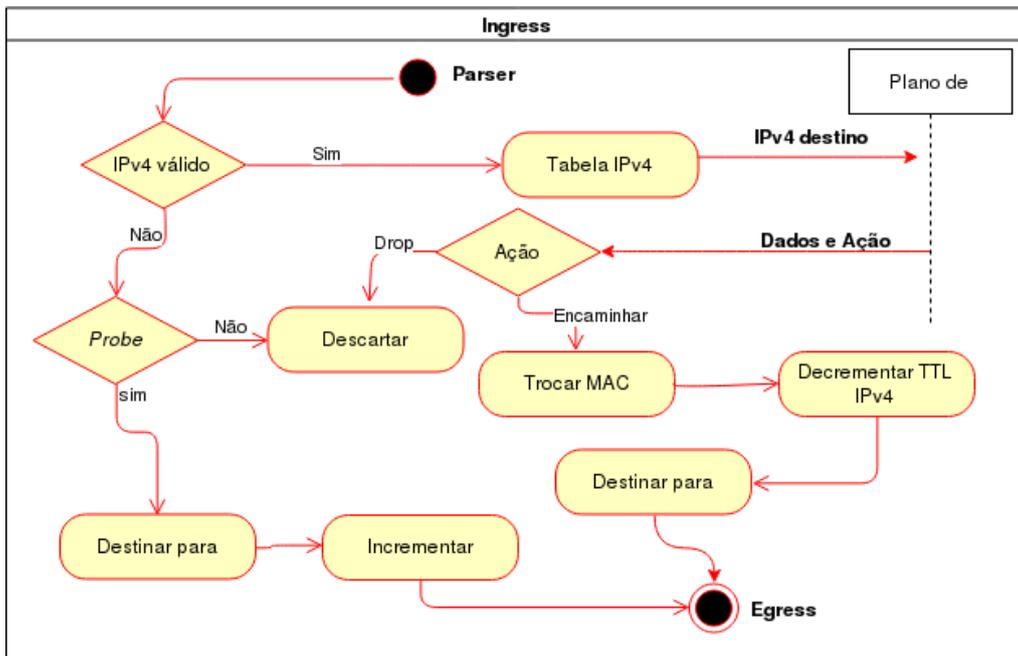 Ingress
Parser
Plano de
IPv4 válido
Sim
Tabela IPv4
IPv4 destino
Não
Drop
Ação
Dados e Ação
Probe
Não
Descartar
Encaminhar
Trocar MAC
Decrementar TTL
IPv4
sim
Destinar para
Destinar para
Incrementar
Egress